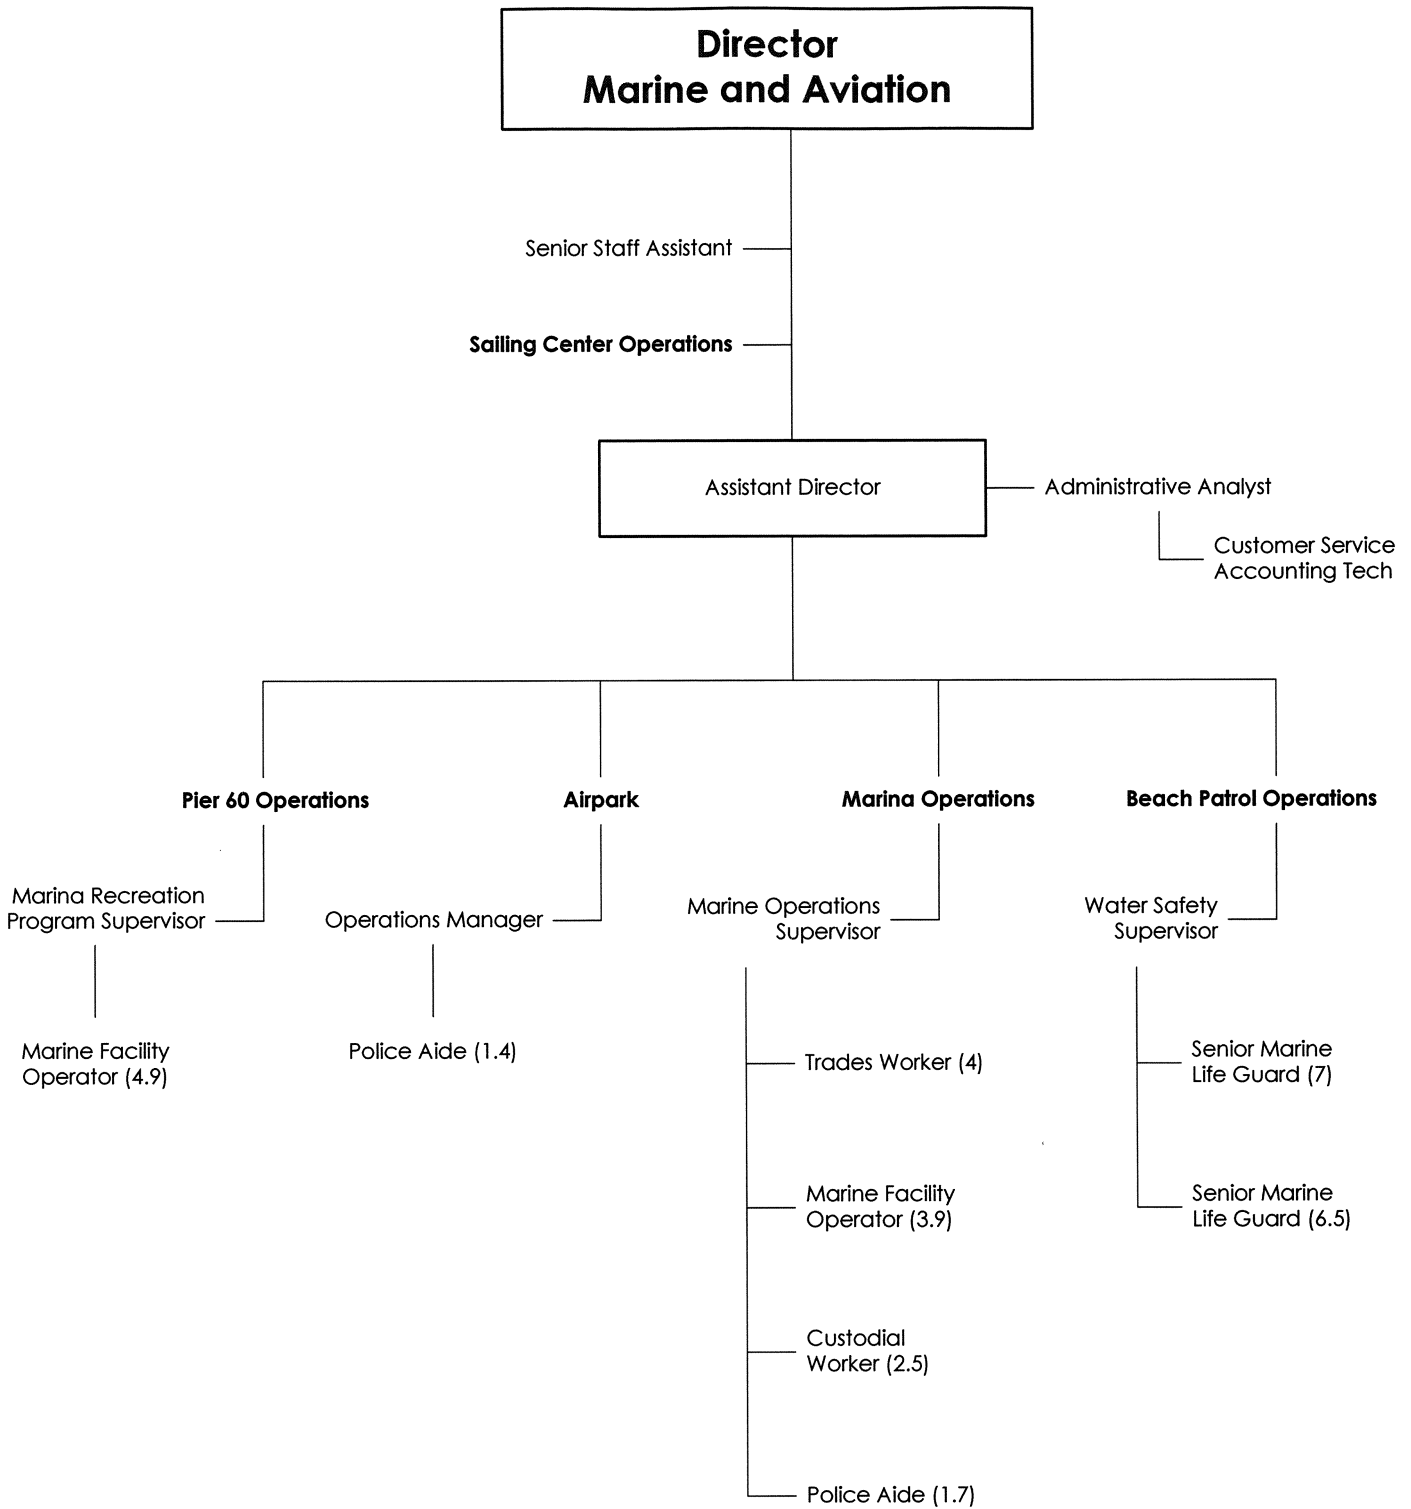 Director
Marine and Aviation
Senior Staff Assistant
Sailing Center Operations
Assistant Director
Administrative Analyst
Customer Service
Accounting Tech
Pier 60 Operations
Airpark
Marina Operations
Beach Patrol Operations
Marina Recreation
Program Supervisor
Operations Manager
Marine Operations
Supervisor
Water Safety
Supervisor
Marine Facility
Operator (4.9)
Police Aide (1.4)
Trades Worker (4)
Marine Facility
Operator (3.9)
Custodial
Worker (2.5)
Police Aide (1.7)
Senior Marine
Life Guard (7)
Senior Marine
Life Guard (6.5)